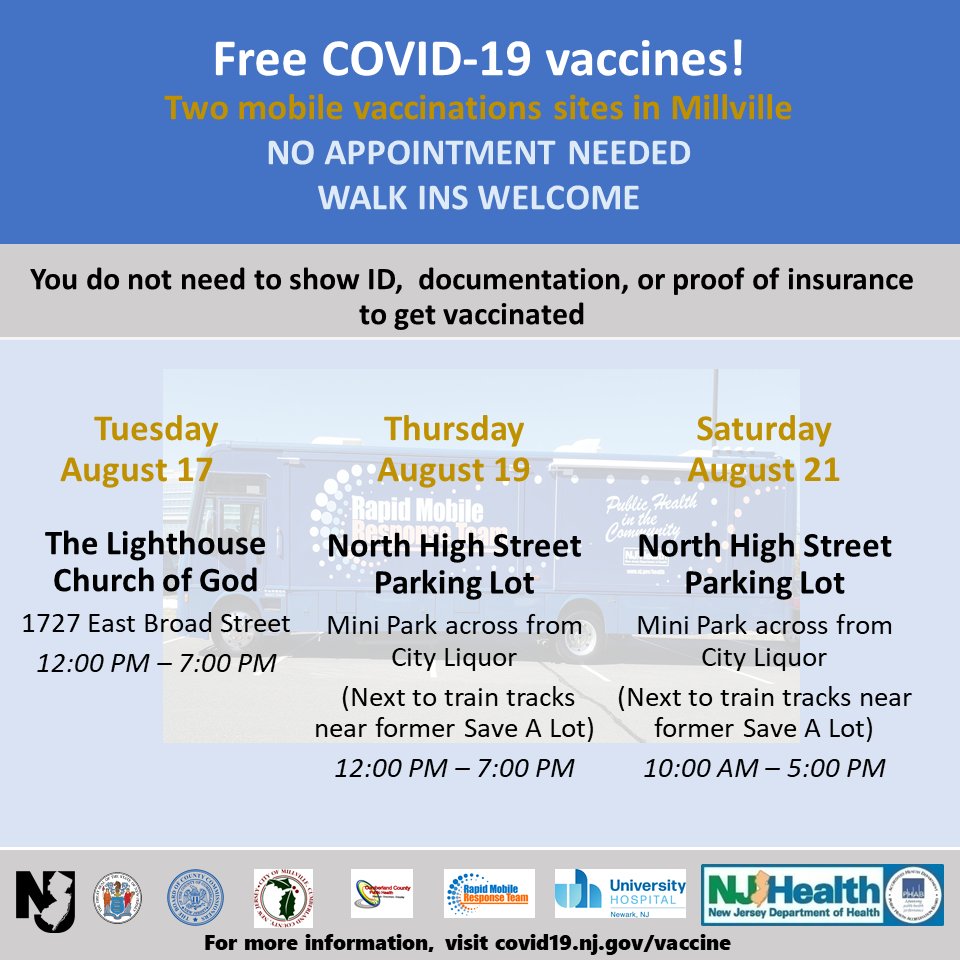 Free COVID-19 vaccines!
Two mobile vaccinations sites in Millville
NO APPOINTMENT NEEDED
WALK INS WELCOME
You do not need to show ID, documentation, or proof of insurance
to get vaccinated
Tuesday
August 17
The Lighthouse
Church of God
1727 East Broad Street
12:00 PM – 7:00 PM
Thursday
August 19
North High Street
Parking Lot
Mini Park across from
City Liquor
(Next to train tracks
near former Save A Lot)
12:00 PM – 7:00 PM
Saturday
August 21
North High Street
Parking Lot
Mini Park across from
City Liquor
(Next to train tracks near
former Save A Lot)
10:00 AM – 5:00 PM
Rapid Mobile
Response Team
Public Health
in the
Community
NJ
Cumberland County
Rapid Mobile
Response Team
University
HOSPITAL
Newark, NJ
NJ Health
New Jersey Department of Health
PHAB
For more information, visit covid19.nj.gov/vaccine